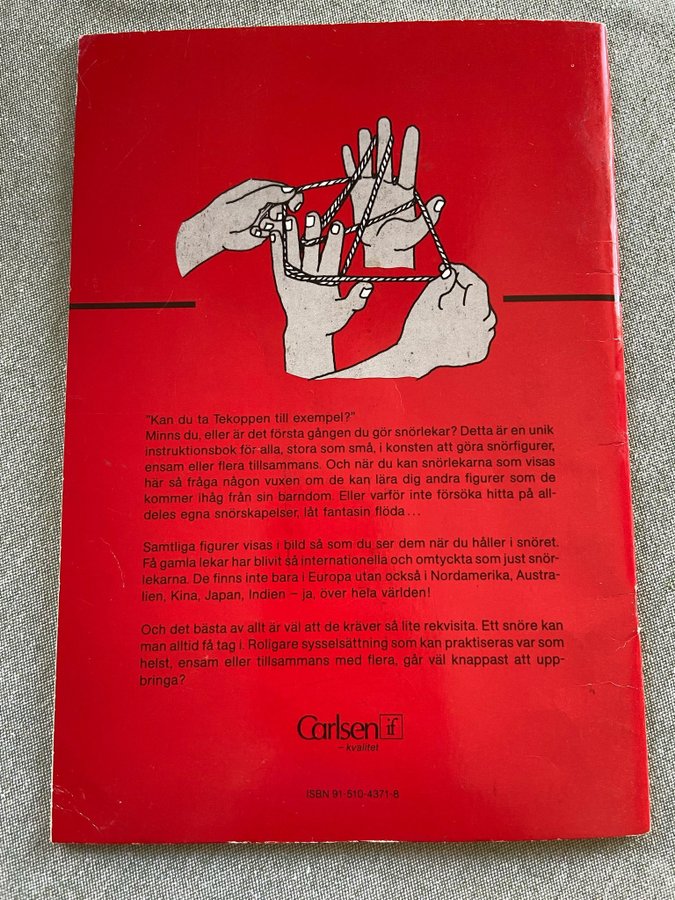 "Kan du ta Tekoppen till exempel?"
Minns du, eller är det första gången du gör snörlekar? Detta är en unik
instruktionsbok för alla, stora som små, i konsten att göra snörfigurer,
ensam eller flera tillsammans. Och när du kan snörlekarna som visas
här så fråga någon vuxen om de kan lära dig andra figurer som de
kommer ihåg från sin barndom. Eller varför inte försöka hitta på all-
deles egna snörskapelser, låt fantasin flöda...
Samtliga figurer visas i bild så som du ser dem när du håller i snöret.
Få gamla lekar har blivit så internationella och omtyckta som just snör-
lekarna. De finns inte bara i Europa utan också i Nordamerika, Austra-
lien, Kina, Japan, Indien – ja, över hela världen!
Och det bästa av allt är väl att de kräver så lite rekvisita. Ett snöre kan
man alltid få tag i. Roligare sysselsättning som kan praktiseras var som
helst, ensam eller tillsammans med flera, går väl knappast att upp-
bringa?
Carlsen if
– kvalitet
ISBN 91-510-4371-8